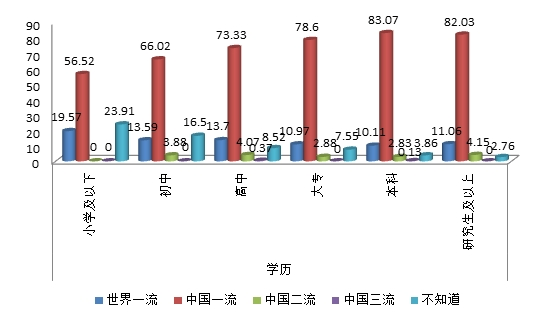 90
80
70
60
50
40
30
20
10
0
19.57 56.52 0 0 23.91
13.59 66.02 3.88 0 16.5
13.7 73.33 4.07 0.37 8.52
10.97 78.6 2.88 0 7.55
10.11 83.07 2.83 0.13 3.86
11.06 82.03 4.15 0 2.76
小学及以下
初中
高中
大专
本科
研究生及以上
学历
世界一流 中国一流 中国二流 中国三流 不知道